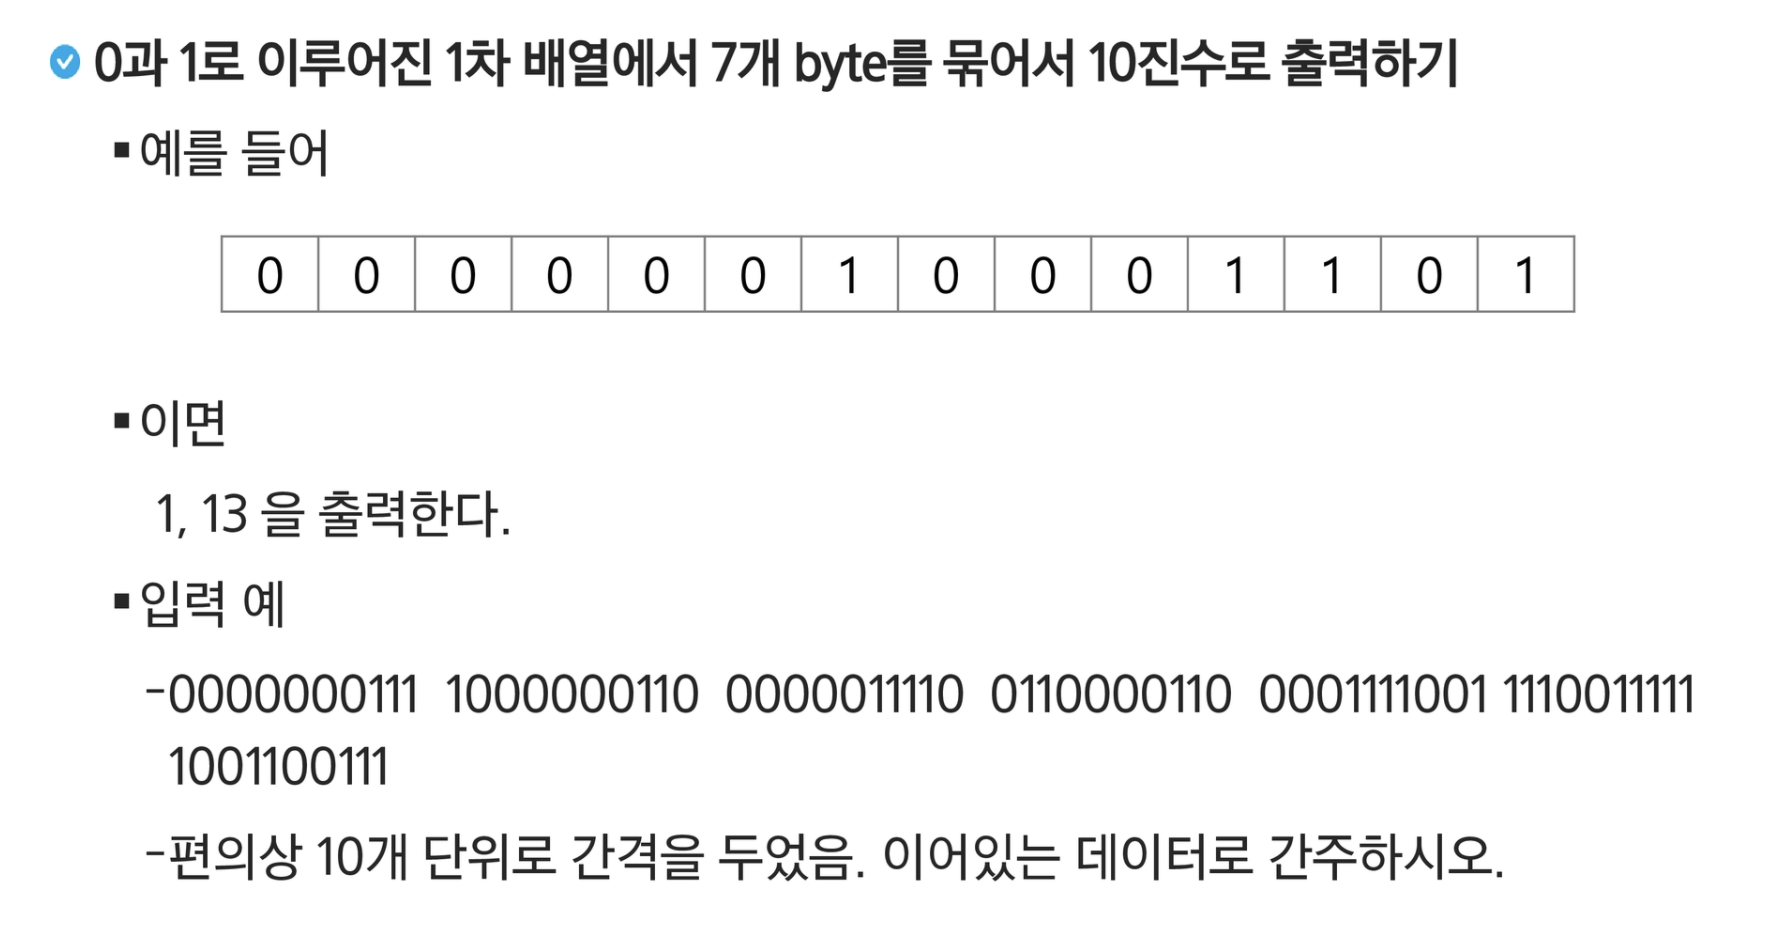 0과 1로 이루어진 1차 배열에서 7개 byte를 묶어서 10진수로 출력하기
▪예를 들어
0 0 0 0 0 0 1 0 0 0 1 1 0 1
▪이면
1, 13 을 출력한다.
▪입력 예
-0000000111 1000000110 0000011110 0110000110 0001111001 1110011111
1001100111
-편의상 10개 단위로 간격을 두었음. 이어있는 데이터로 간주하시오.